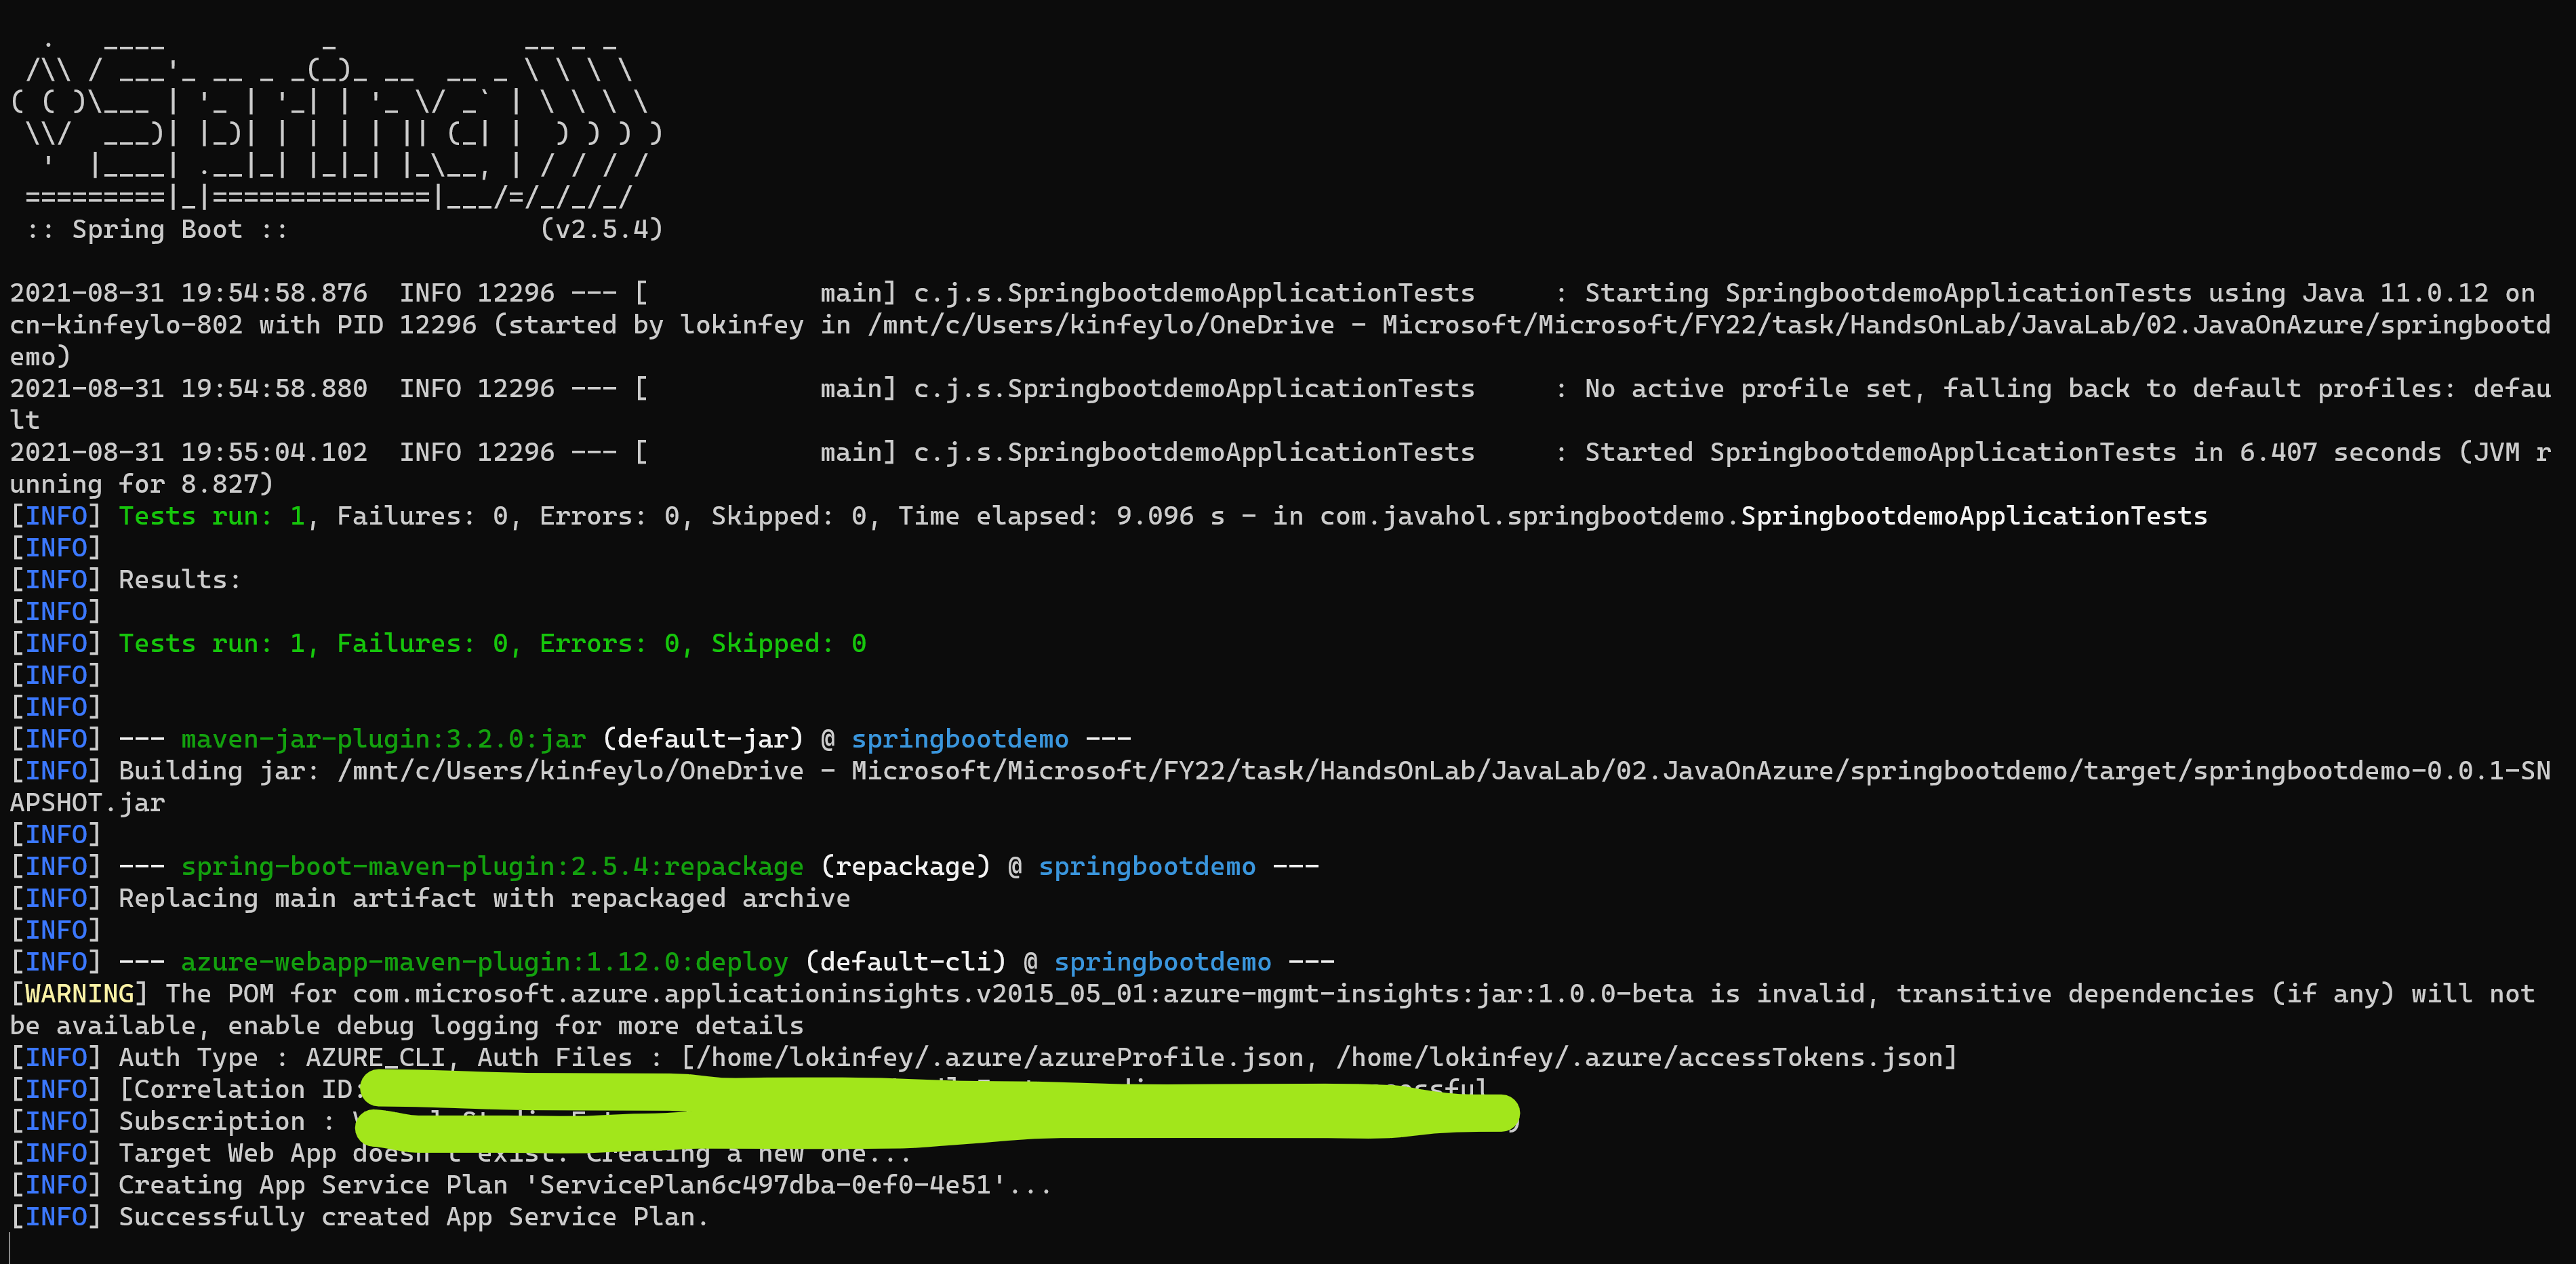 .   ____          _            __ _ _
 /\\ / ___'_ __ _ _(_)_ __  __ _ \ \ \ \
( ( )\___ | '_ | '_| | '_ \/ _` | \ \ \ \
 \\/  ___)| |_)| | | | | || (_| |  ) ) ) )
  '  |____| .__|_| |_|_| |_\__, | / / / /
 =========|_|==============|___/=/_/_/_/
 :: Spring Boot ::                (v2.5.4)
2021-08-31 19:54:58.876  INFO 12296 --- [           main] c.j.s.SpringbootdemoApplicationTests     : Starting SpringbootdemoApplicationTests using Java 11.0.12 on
cn-kinfeylo-802 with PID 12296 (started by lokinfey in /mnt/c/Users/kinfeylo/OneDrive - Microsoft/Microsoft/FY22/task/HandsOnLab/JavaLab/02.JavaOnAzure/springbootd
emo)
2021-08-31 19:54:58.880  INFO 12296 --- [           main] c.j.s.SpringbootdemoApplicationTests     : No active profile set, falling back to default profiles: defau
lt
2021-08-31 19:55:04.102  INFO 12296 --- [           main] c.j.s.SpringbootdemoApplicationTests     : Started SpringbootdemoApplicationTests in 6.407 seconds (JVM r
unning for 8.827)
[INFO] Tests run: 1, Failures: 0, Errors: 0, Skipped: 0, Time elapsed: 9.096 s - in com.javahol.springbootdemo.SpringbootdemoApplicationTests
[INFO]
[INFO] Results:
[INFO]
[INFO] Tests run: 1, Failures: 0, Errors: 0, Skipped: 0
[INFO]
[INFO]
[INFO] --- maven-jar-plugin:3.2.0:jar (default-jar) @ springbootdemo ---
[INFO] Building jar: /mnt/c/Users/kinfeylo/OneDrive - Microsoft/Microsoft/FY22/task/HandsOnLab/JavaLab/02.JavaOnAzure/springbootdemo/target/springbootdemo-0.0.1-SN
APSHOT.jar
[INFO]
[INFO] --- spring-boot-maven-plugin:2.5.4:repackage (repackage) @ springbootdemo ---
[INFO] Replacing main artifact with repackaged archive
[INFO]
[INFO] --- azure-webapp-maven-plugin:1.12.0:deploy (default-cli) @ springbootdemo ---
[WARNING] The POM for com.microsoft.azure.applicationinsights.v2015_05_01:azure-mgmt-insights:jar:1.0.0-beta is invalid, transitive dependencies (if any) will not
be available, enable debug logging for more details
[INFO] Auth Type : AZURE_CLI, Auth Files : [/home/lokinfey/.azure/azureProfile.json, /home/lokinfey/.azure/accessTokens.json]
[INFO] [Correlation ID:
[INFO] Subscription :
[INFO] Target Web App doesn't exist. Creating a new one...
[INFO] Creating App Service Plan 'ServicePlan6c497dba-0ef0-4e51'...
[INFO] Successfully created App Service Plan.